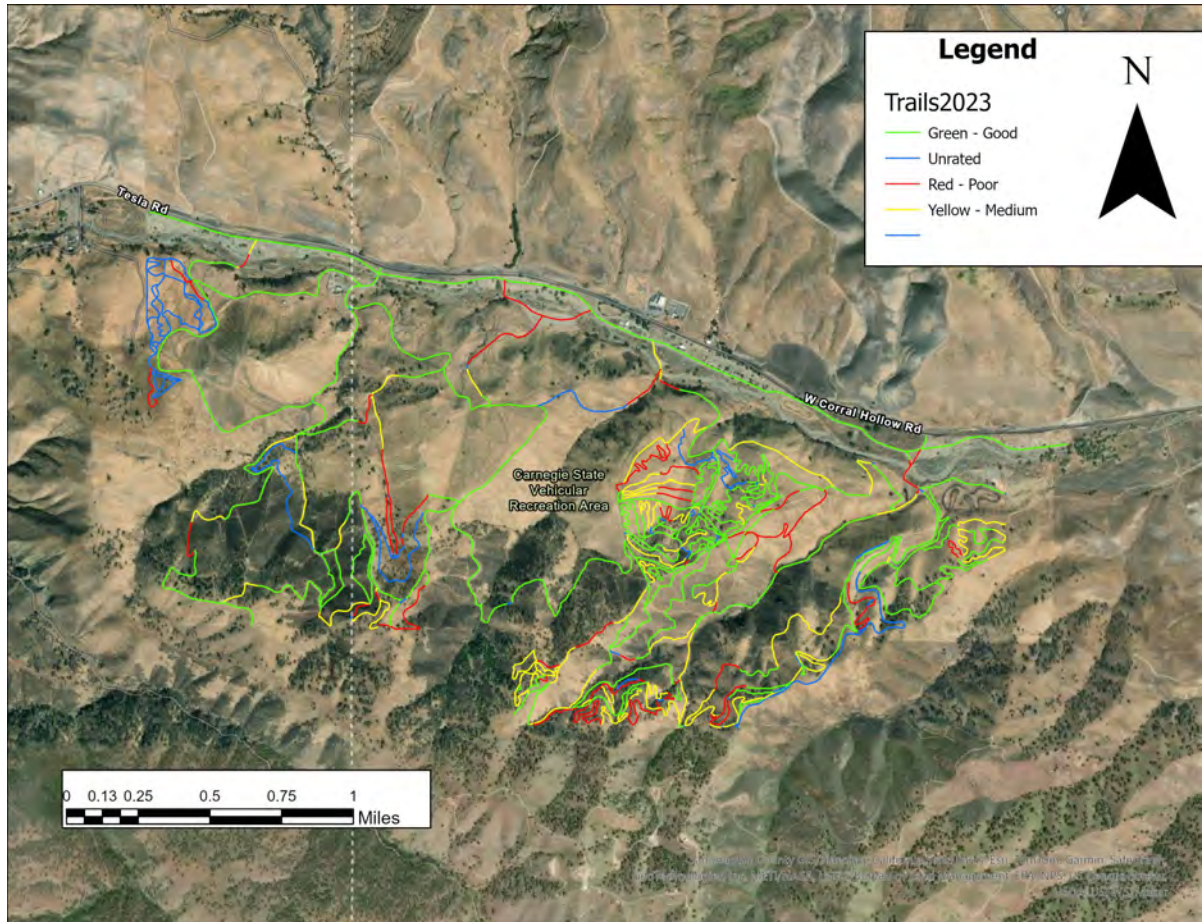 Legend
N
Trails2023
Green - Good
Unrated
Red - Poor
Yellow - Medium
Tesla Rd
W Corral Hollow Rd
Carnegie State
Vehicular
Recreation Area
0 0.13 0.25 0.5 0.75 1
Miles